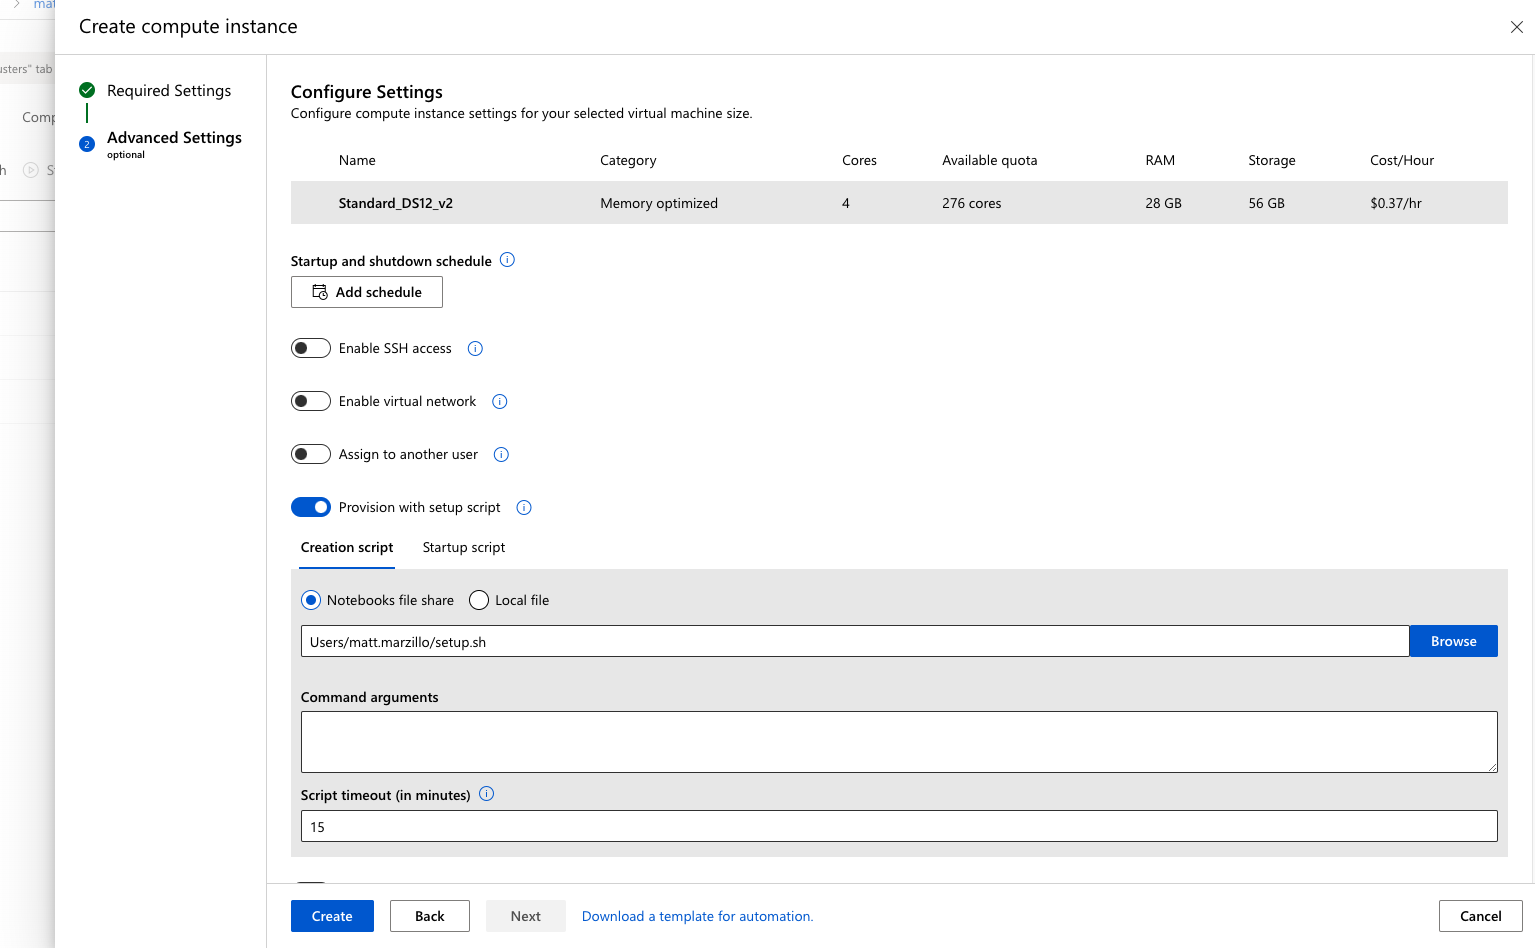 mat
Create compute instance
usters" tab
Required Settings
Comp
2
Advanced Settings
optional
h
Configure Settings
Configure compute instance settings for your selected virtual machine size.
Name Category Cores Available quota RAM Storage Cost/Hour
Standard_DS12_v2 Memory optimized 4 276 cores 28 GB 56 GB $0.37/hr
Startup and shutdown schedule
Add schedule
Enable SSH access
Enable virtual network
Assign to another user
Provision with setup script
Creation script Startup script
Notebooks file share Local file
Users/matt.marzillo/setup.sh Browse
Command arguments
Script timeout (in minutes)
15
Create Back Next Download a template for automation. Cancel